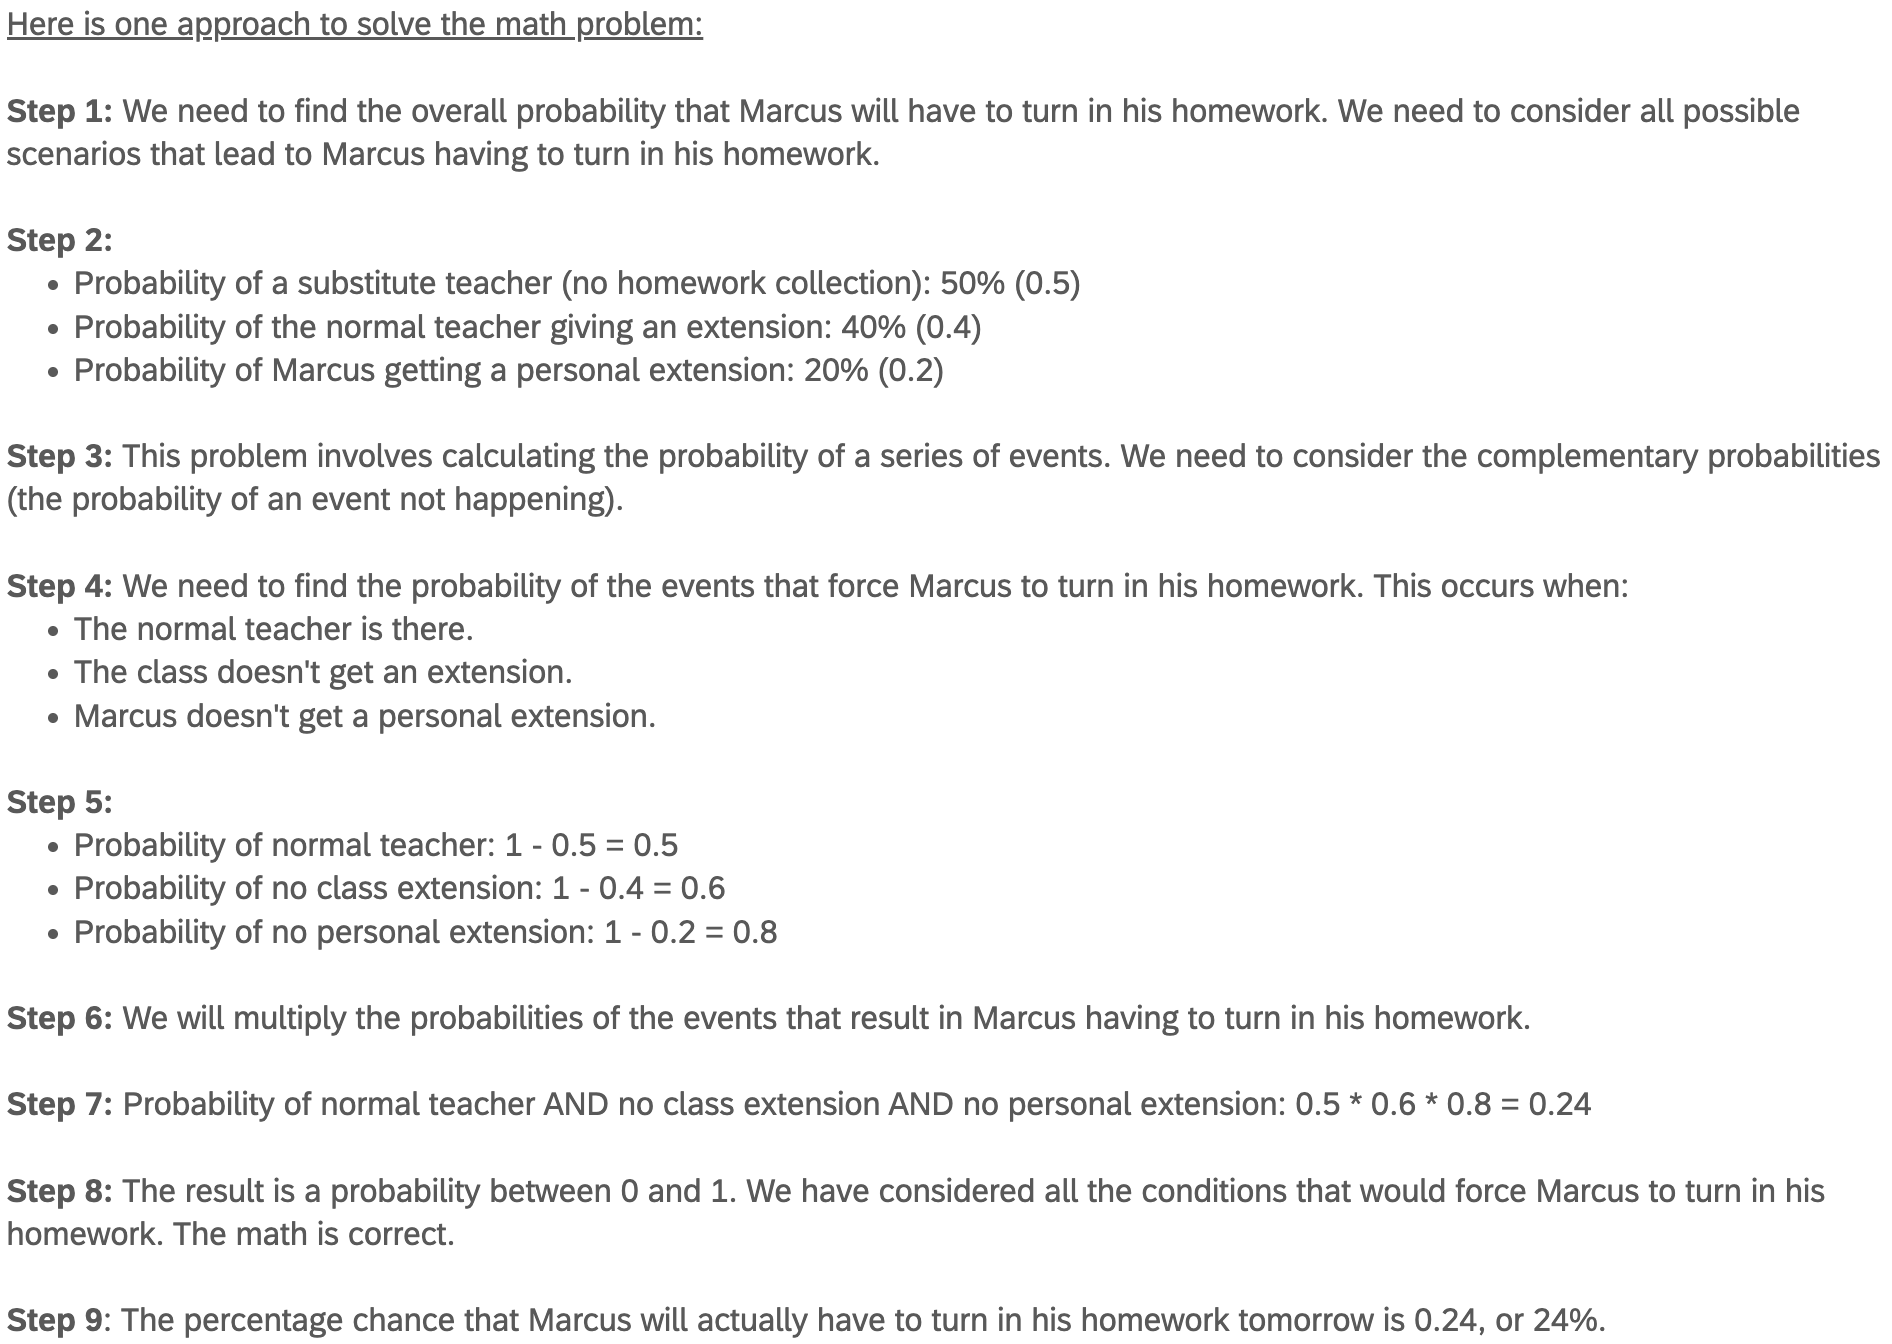 Here is one approach to solve the math problem:
Step 1: We need to find the overall probability that Marcus will have to turn in his homework. We need to consider all possible
scenarios that lead to Marcus having to turn in his homework.
Step 2:
• Probability of a substitute teacher (no homework collection): 50% (0.5)
• Probability of the normal teacher giving an extension: 40% (0.4)
• Probability of Marcus getting a personal extension: 20% (0.2)
Step 3: This problem involves calculating the probability of a series of events. We need to consider the complementary probabilities
(the probability of an event not happening).
Step 4: We need to find the probability of the events that force Marcus to turn in his homework. This occurs when:
• The normal teacher is there.
• The class doesn't get an extension.
• Marcus doesn't get a personal extension.
Step 5:
• Probability of normal teacher: 1 - 0.5 = 0.5
• Probability of no class extension: 1 - 0.4 = 0.6
• Probability of no personal extension: 1 - 0.2 = 0.8
Step 6: We will multiply the probabilities of the events that result in Marcus having to turn in his homework.
Step 7: Probability of normal teacher AND no class extension AND no personal extension: 0.5 * 0.6 * 0.8 = 0.24
Step 8: The result is a probability between 0 and 1. We have considered all the conditions that would force Marcus to turn in his
homework. The math is correct.
Step 9: The percentage chance that Marcus will actually have to turn in his homework tomorrow is 0.24, or 24%.